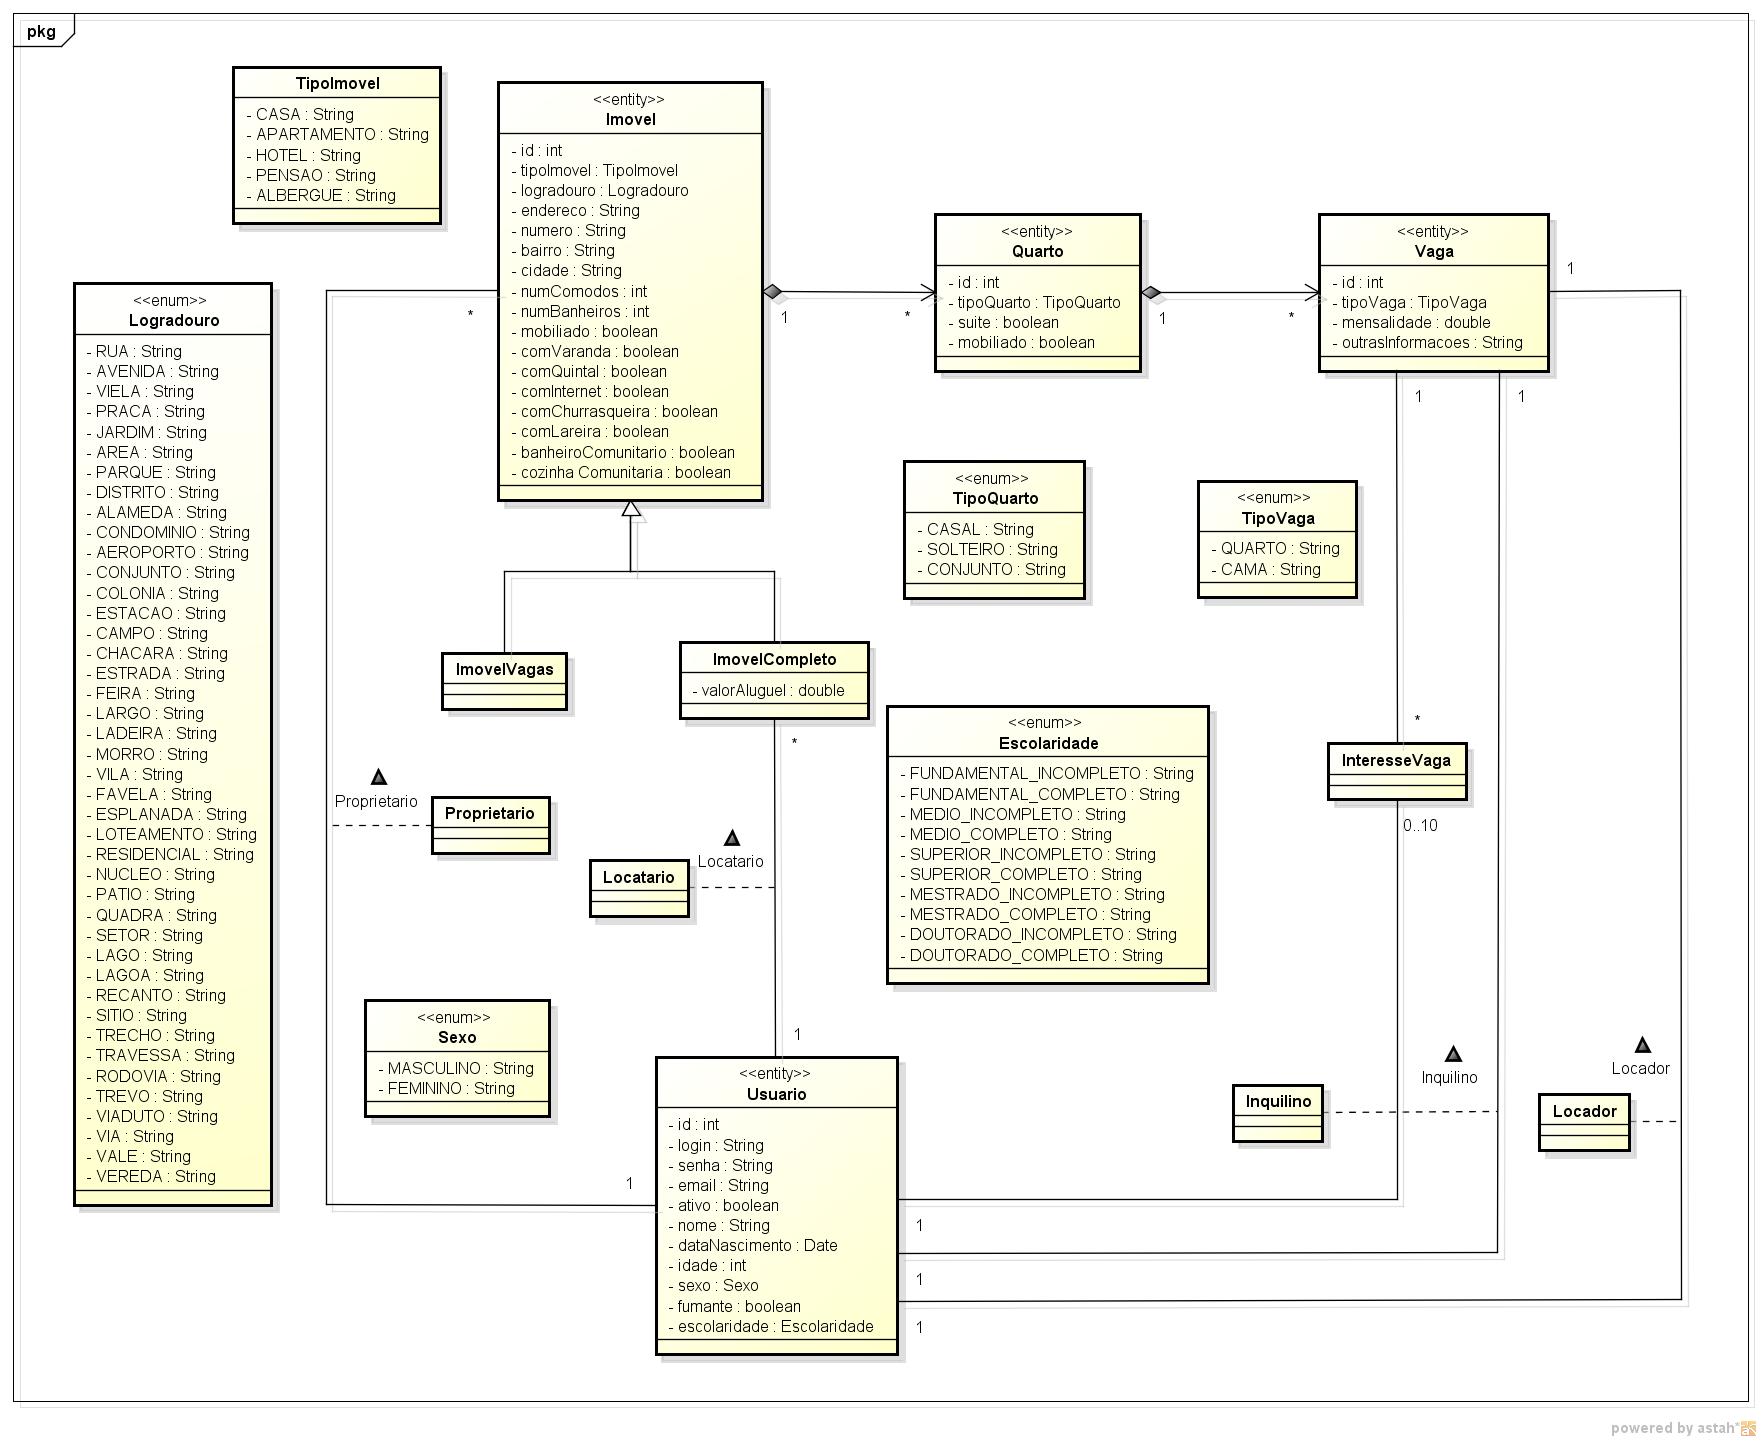 pkg
TipoImovel
- CASA : String
- APARTAMENTO : String
- HOTEL : String
- PENSAO : String
- ALBERGUE : String
<<entity>>
Imovel
- id : int
- tipoImovel : TipoImovel
- logradouro : Logradouro
- endereco : String
- numero : String
- bairro : String
- cidade : String
- numComodos : int
- numBanheiros : int
- mobiliado : boolean
- comVaranda : boolean
- comQuintal : boolean
- comInternet : boolean
- comChurrasqueira : boolean
- comLareira : boolean
- banheiroComunitario : boolean
- cozinha Comunitaria : boolean
<<entity>>
Quarto
- id : int
- tipoQuarto : TipoQuarto
- suite : boolean
- mobiliado : boolean
<<entity>>
Vaga
- id : int
- tipoVaga : TipoVaga
- mensalidade : double
- outrasInformacoes : String
1
*
1
*
1
*
1
1
<<enum>>
Logradouro
- RUA : String
- AVENIDA : String
- VIELA : String
- PRACA : String
- JARDIM : String
- AREA : String
- PARQUE : String
- DISTRITO : String
- ALAMEDA : String
- CONDOMINIO : String
- AEROPORTO : String
- CONJUNTO : String
- COLONIA : String
- ESTACAO : String
- CAMPO : String
- CHACARA : String
- ESTRADA : String
- FEIRA : String
- LARGO : String
- LADEIRA : String
- MORRO : String
- VILA : String
- FAVELA : String
- ESPLANADA : String
- LOTEAMENTO : String
- RESIDENCIAL : String
- NUCLEO : String
- PATIO : String
- QUADRA : String
- SETOR : String
- LAGO : String
- LAGOA : String
- RECANTO : String
- SITIO : String
- TRECHO : String
- TRAVESSA : String
- RODOVIA : String
- TREVO : String
- VIADUTO : String
- VIA : String
- VALE : String
- VEREDA : String
<<enum>>
TipoQuarto
- CASAL : String
- SOLTEIRO : String
- CONJUNTO : String
<<enum>>
TipoVaga
- QUARTO : String
- CAMA : String
ImovelVagas
ImovelCompleto
- valorAluguel : double
*
<<enum>>
Escolaridade
- FUNDAMENTAL_INCOMPLETO : String
- FUNDAMENTAL_COMPLETO : String
- MEDIO_INCOMPLETO : String
- MEDIO_COMPLETO : String
- SUPERIOR_INCOMPLETO : String
- SUPERIOR_COMPLETO : String
- MESTRADO_INCOMPLETO : String
- MESTRADO_COMPLETO : String
- DOUTORADO_INCOMPLETO : String
- DOUTORADO_COMPLETO : String
*
InteresseVaga
0..10
Proprietario
Proprietario
Locatario
Locatario
<<enum>>
Sexo
- MASCULINO : String
- FEMININO : String
1
<<entity>>
Usuario
- id : int
- login : String
- senha : String
- email : String
- ativo : boolean
- nome : String
- dataNascimento : Date
- idade : int
- sexo : Sexo
- fumante : boolean
- escolaridade : Escolaridade
1
1
1
1
Inquilino
Inquilino
Locador
Locador
powered by astah*